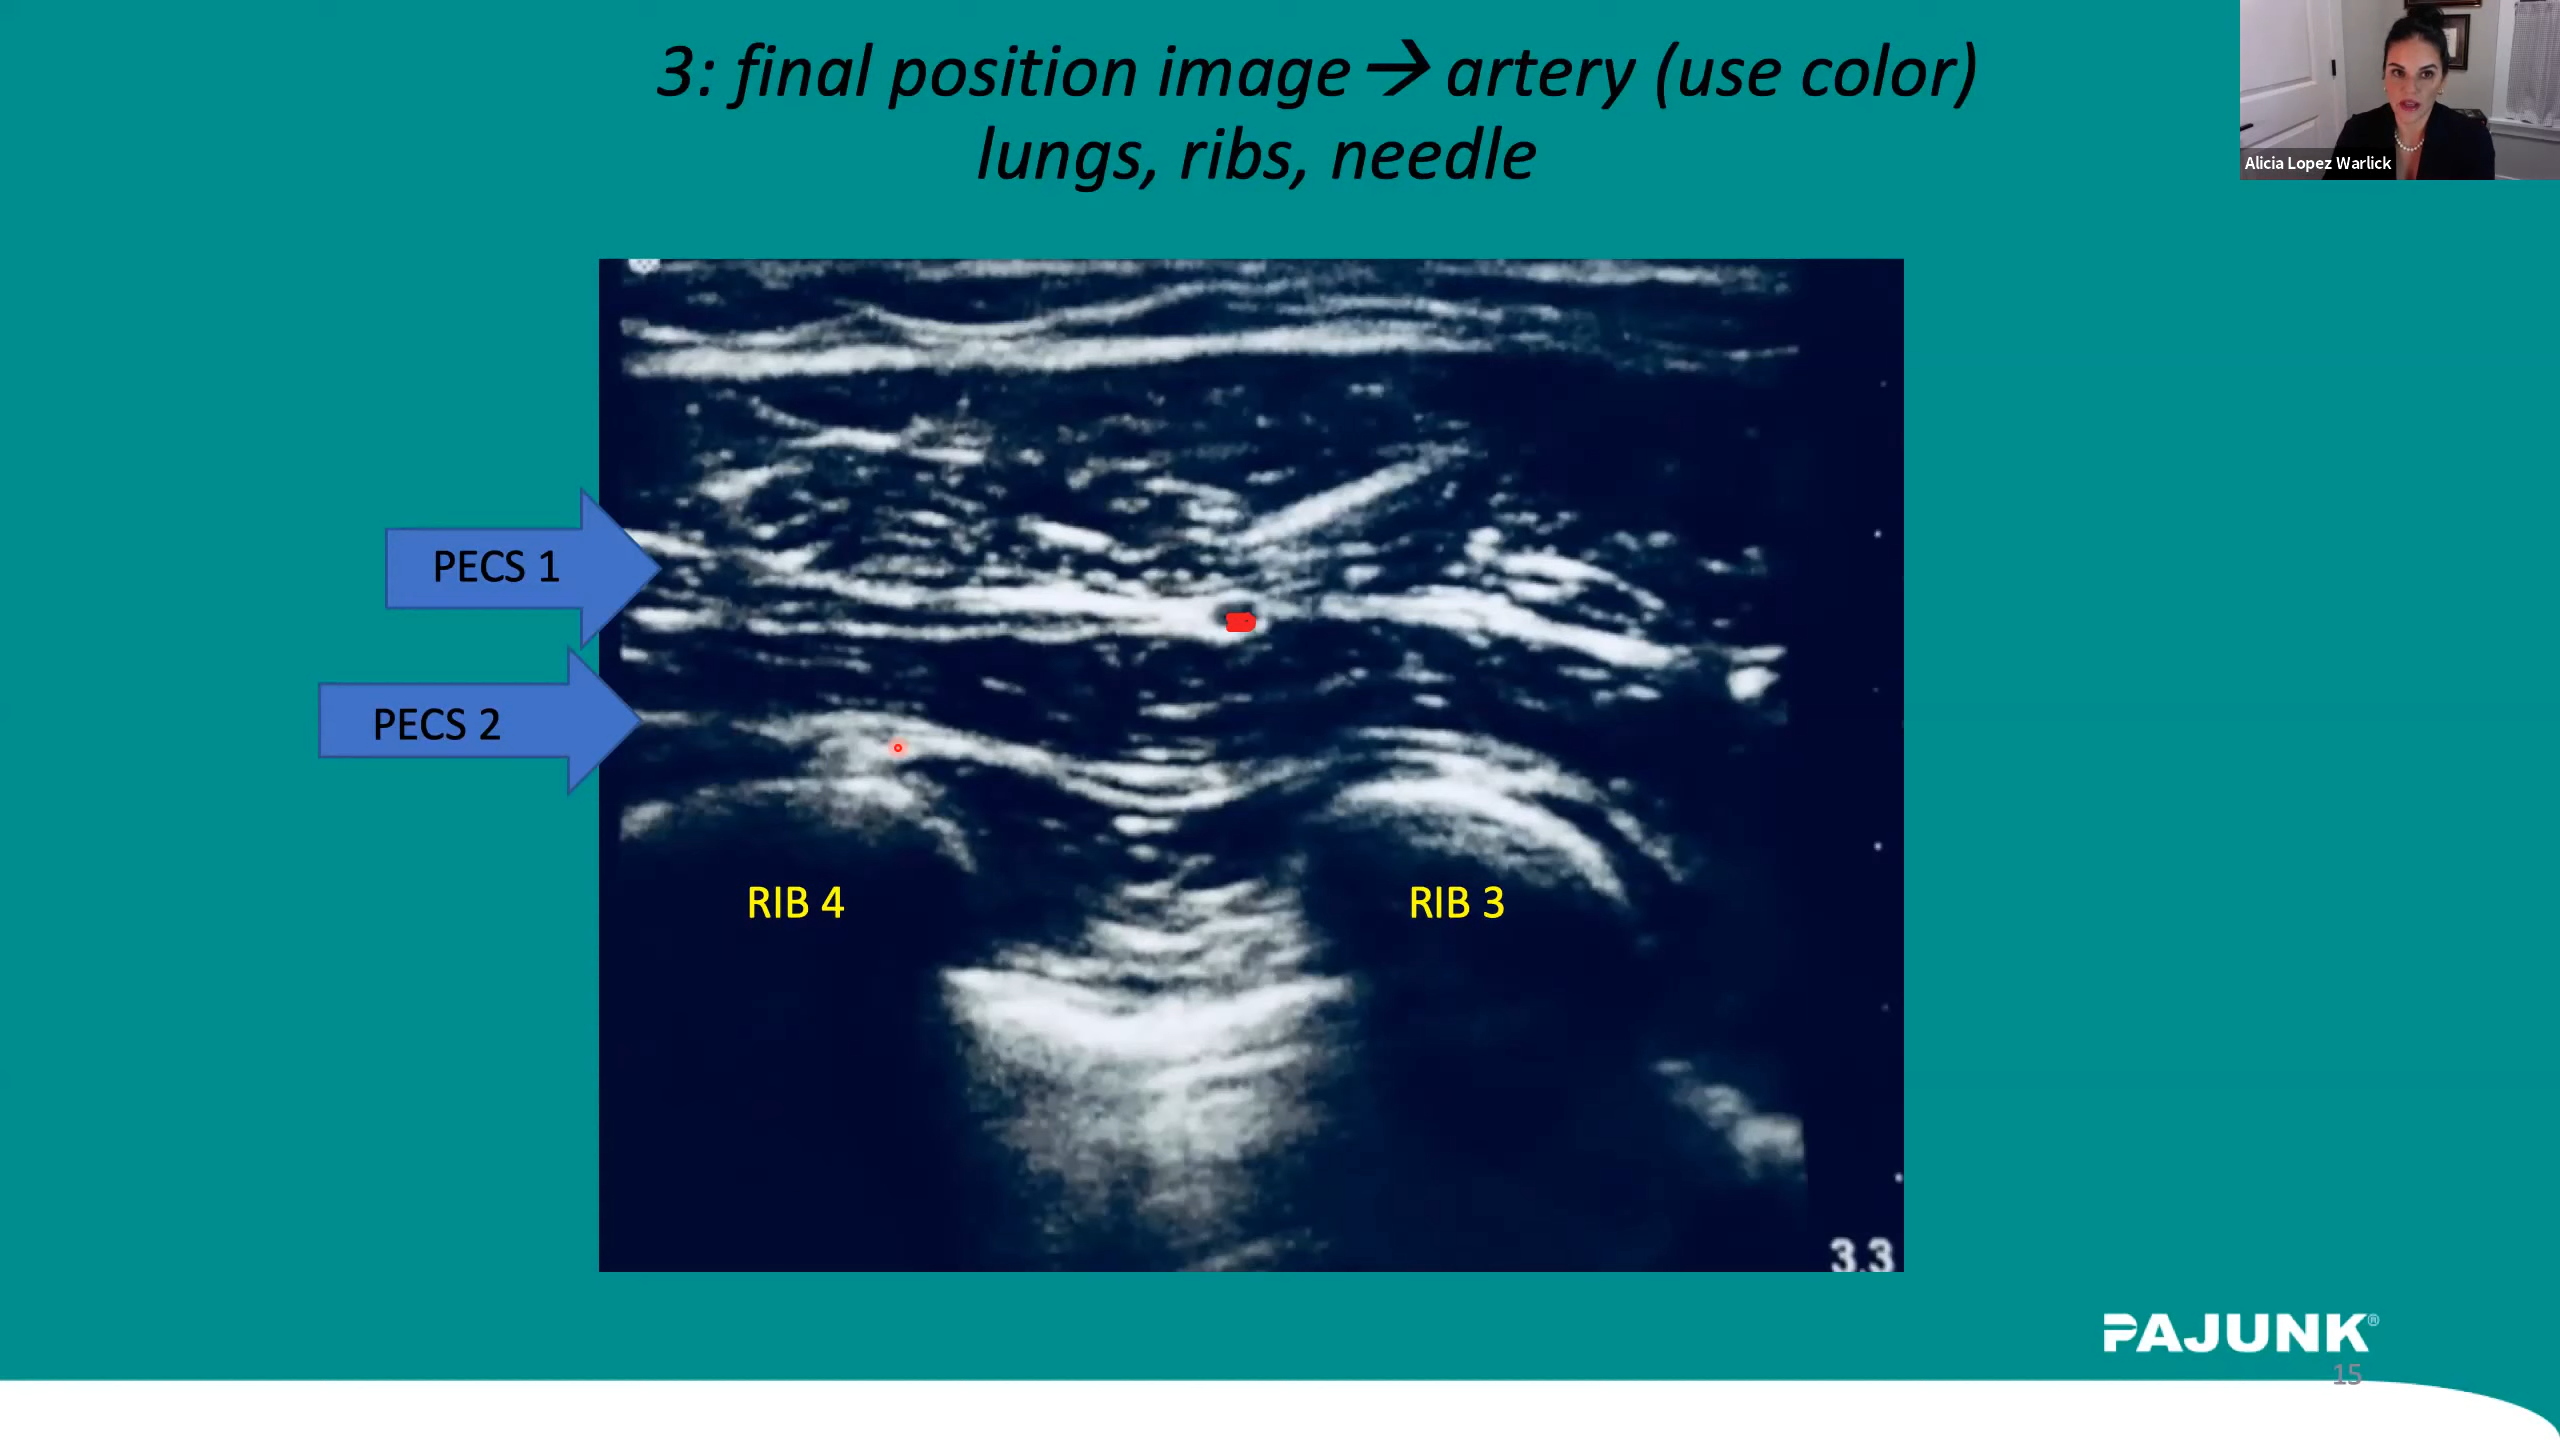 3: final position image → artery (use color)
lungs, ribs, needle
Alicia Lopez Warlick
PECS 1
PECS 2
RIB 4
RIB 3
3.3
PAJUNK®
15